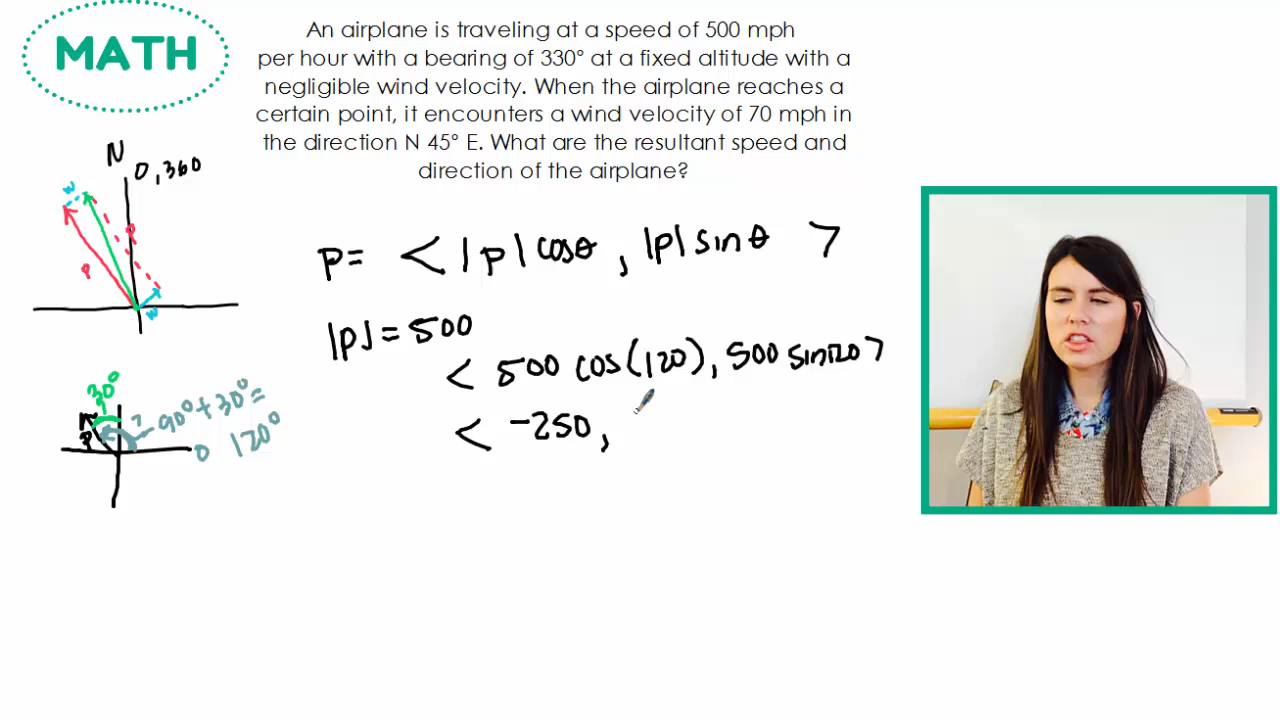 MATH
An airplane is traveling at a speed of 500 mph
per hour with a bearing of 330° at a fixed altitude with a
negligible wind velocity. When the airplane reaches a
certain point, it encounters a wind velocity of 70 mph in
the direction N 45° E. What are the resultant speed and
direction of the airplane?
N
0, 360
w
P
P
w
P = < |P| cosθ , |P| sin θ >
|P| = 500
< 500 cos(120), 500 sin120 >
< -250,
30°
P
?
90° + 30° =
0 120°